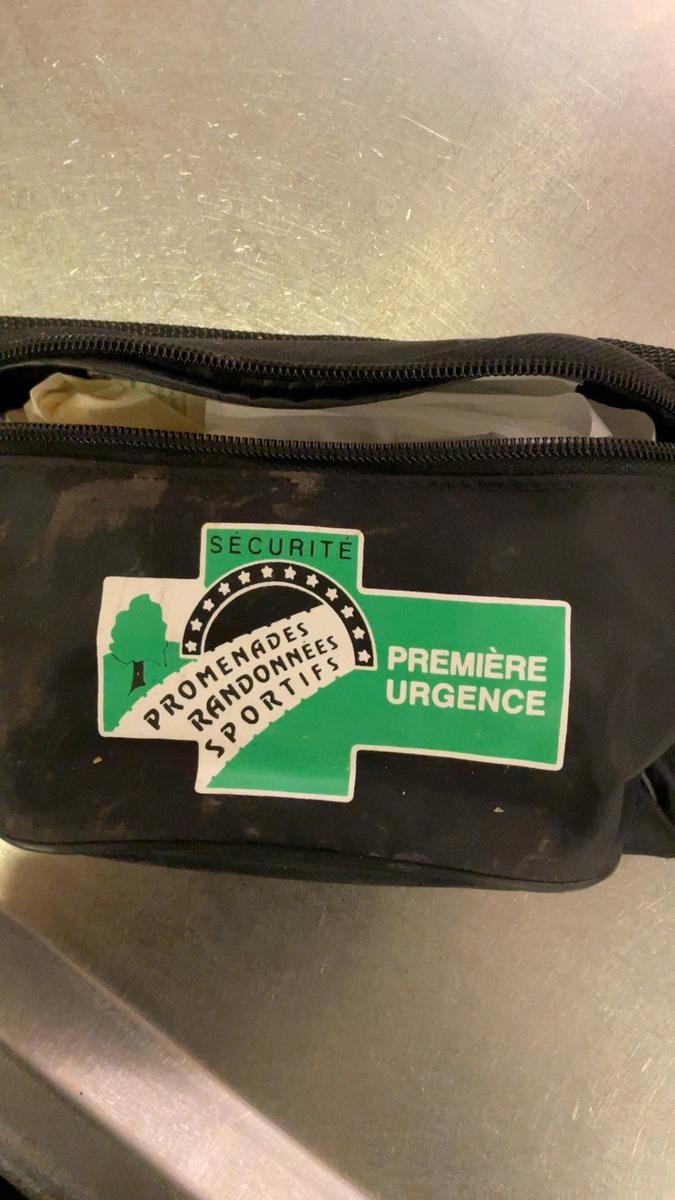 SÉCURITÉ
PROMENADES
RANDONNÉES
SPORTIFS
PREMIÈRE
URGENCE